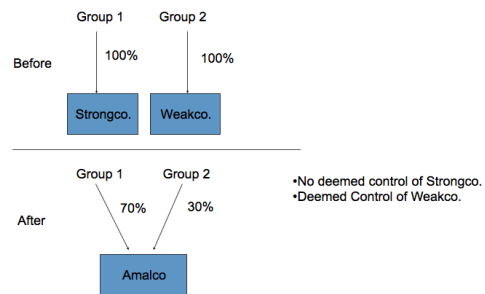 Group 1 Group 2
100% 100%
Before
Strongco. Weakco.
Group 1 Group 2
•No deemed control of Strongco.
•Deemed Control of Weakco.
70% 30%
After
Amalco